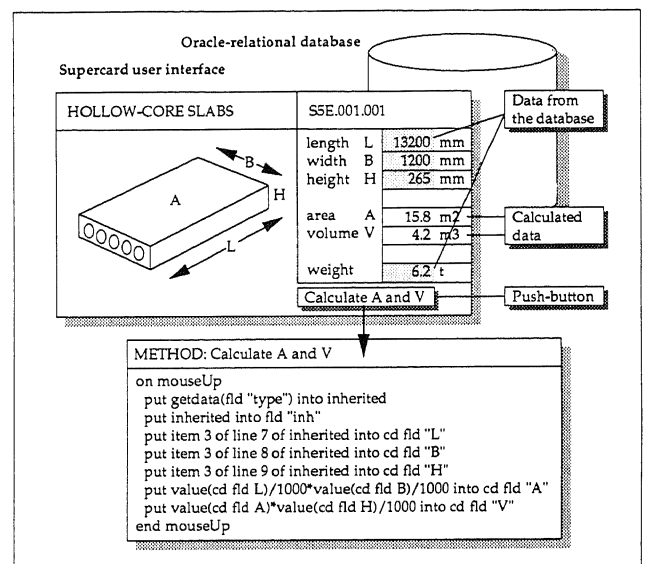 Oracle-relational database
Supercard user interface
HOLLOW-CORE SLABS
S5E.001.001
Data from
the database
length L 13200 mm
width B 1200 mm
height H 265 mm
area A 15.8 m2
volume V 4.2 m3
weight 6.2 t
B
A
H
L
Calculated
data
Calculate A and V
Push-button
METHOD: Calculate A and V
on mouseUp
put getdata(fld "type") into inherited
put inherited into fld "inh"
put item 3 of line 7 of inherited into cd fld "L"
put item 3 of line 8 of inherited into cd fld "B"
put item 3 of line 9 of inherited into cd fld "H"
put value(cd fld L)/1000*value(cd fld B)/1000 into cd fld "A"
put value(cd fld A)*value(cd fld H)/1000 into cd fld "V"
end mouseUp